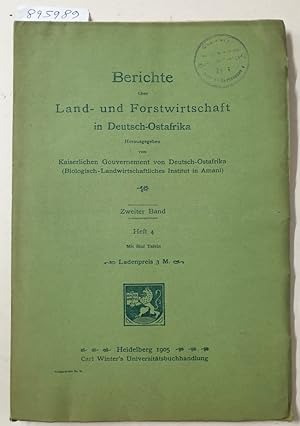 895989
Berichte
über
Land- und Forstwirtschaft
in Deutsch-Ostafrika
Herausgegeben
vom
Kaiserlichen Gouvernement von Deutsch-Ostafrika
(Biologisch-Landwirtschaftliches Institut in Amani)
Zweiter Band
Heft 4
Mit fünf Tafeln
Ladenpreis 3 M.
Heidelberg 1905
Carl Winter's Universitätsbuchhandlung